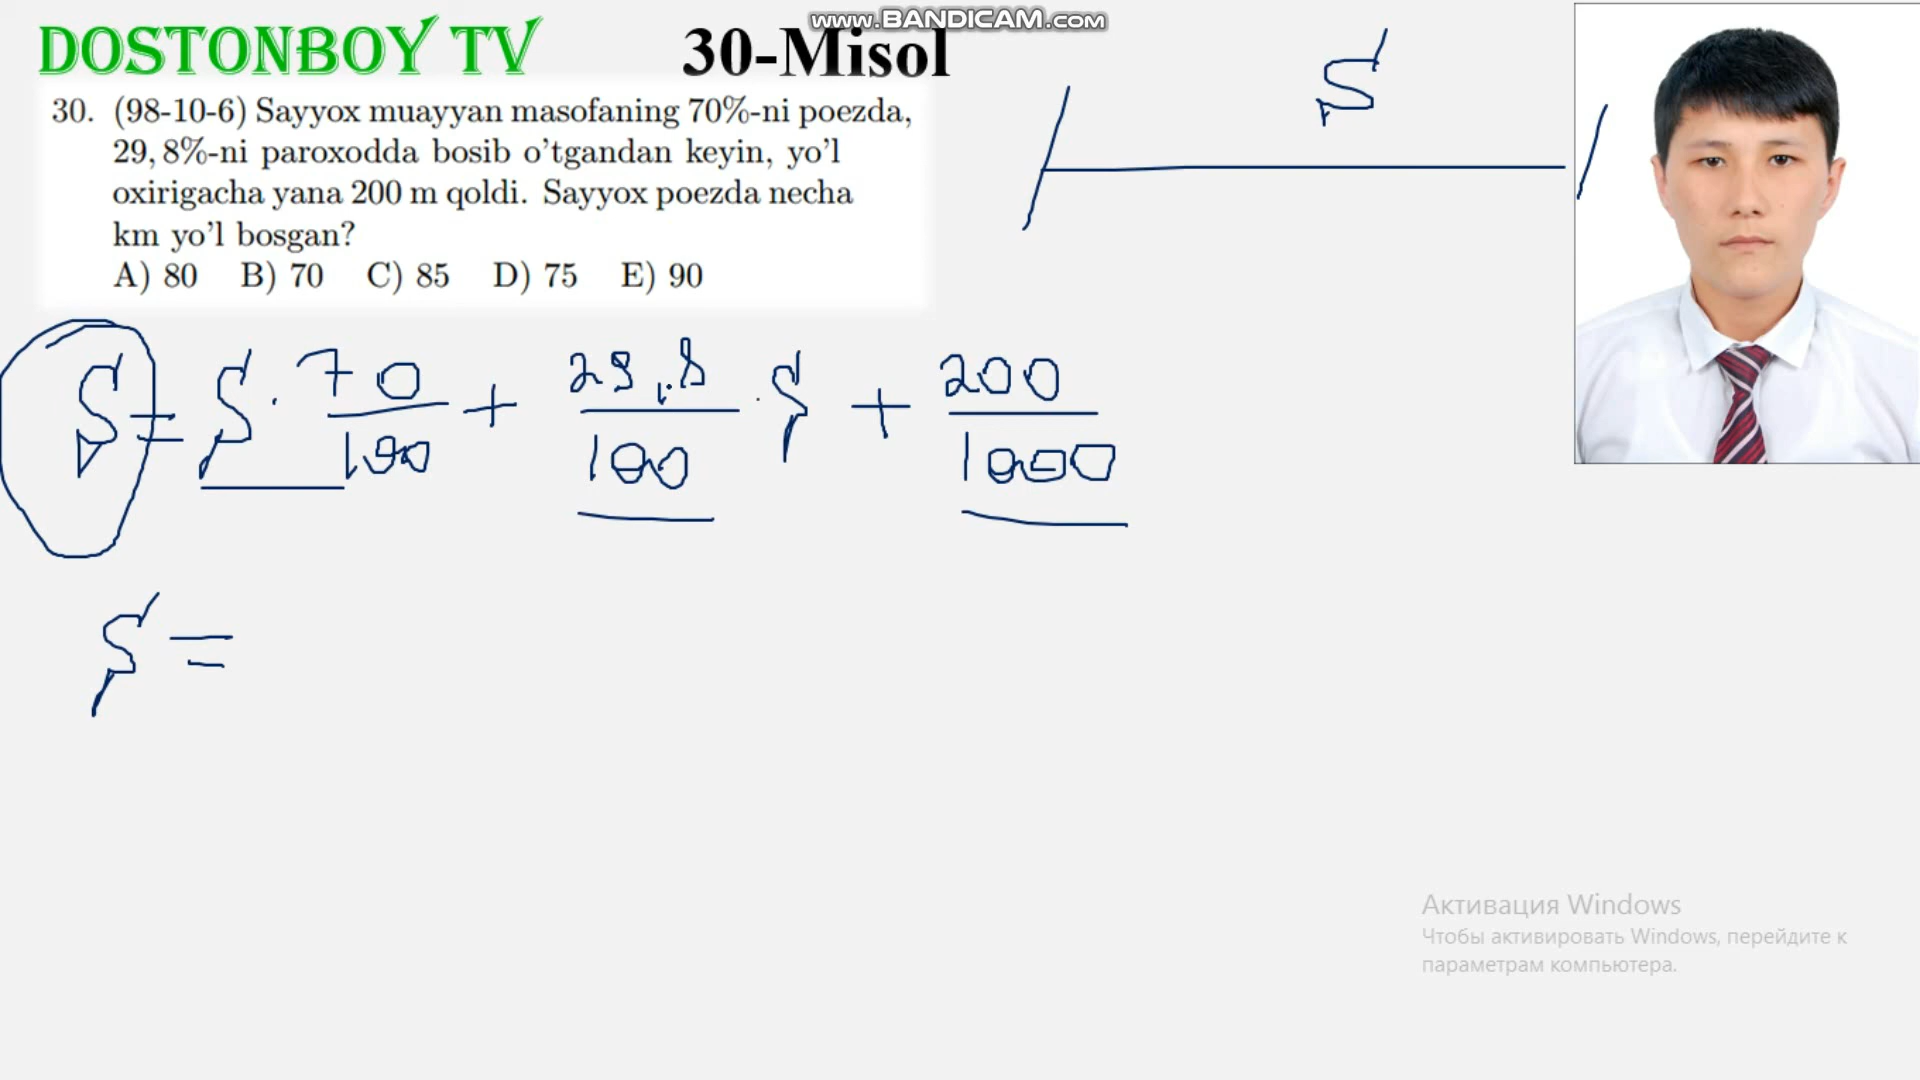 www.BANDICAM.com
DOSTONBOY TV
30-Misol
30. (98-10-6) Sayyox muayyan masofaning 70%-ni poezda,
29,8%-ni paroxodda bosib o’tgandan keyin, yo’l
oxirigacha yana 200 m qoldi. Sayyox poezda necha
km yo’l bosgan?
A) 80 B) 70 C) 85 D) 75 E) 90
S
S = S · 70/100 + 29,8/100 · S + 200/1000
S =
Активация Windows
Чтобы активировать Windows, перейдите к
параметрам компьютера.